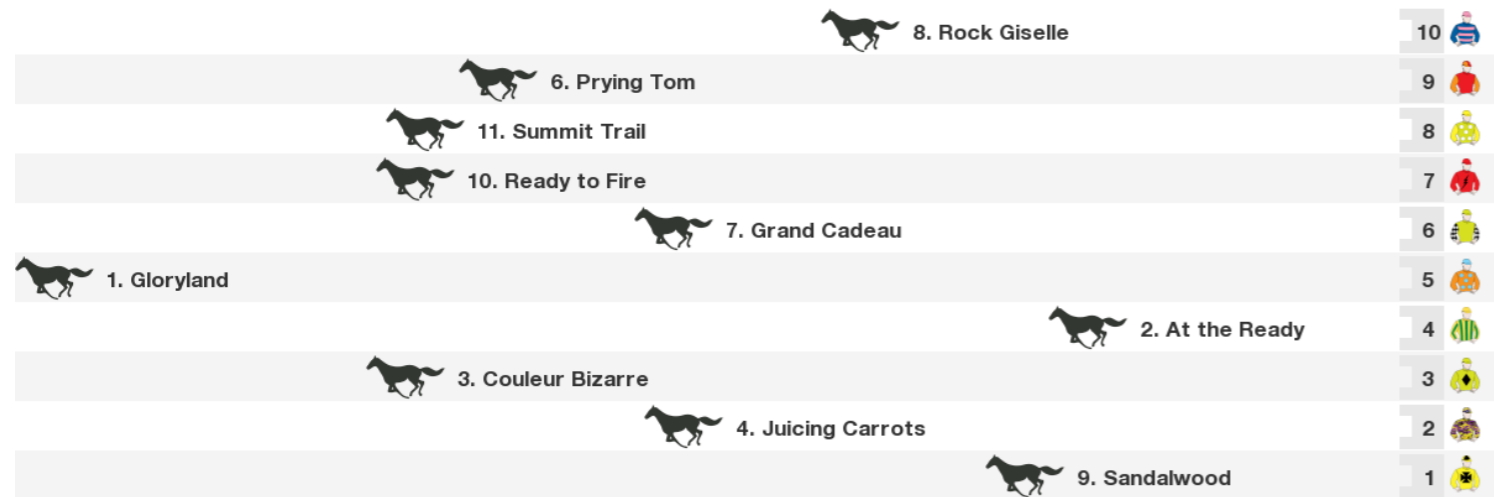 8. Rock Giselle 10
6. Prying Tom 9
11. Summit Trail 8
10. Ready to Fire 7
7. Grand Cadeau 6
1. Gloryland 5
2. At the Ready 4
3. Couleur Bizarre 3
4. Juicing Carrots 2
9. Sandalwood 1